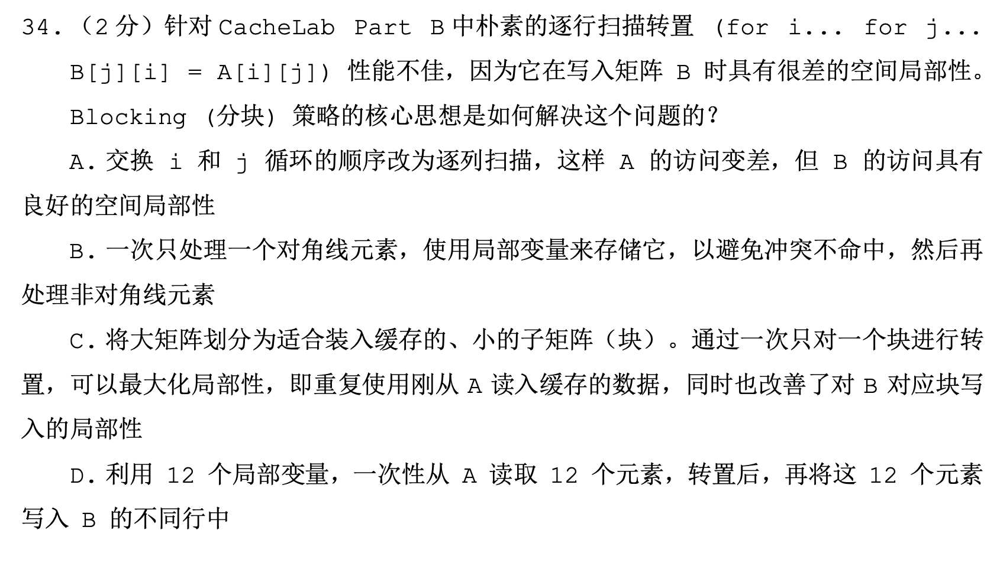 34.（2分）针对CacheLab Part B中朴素的逐行扫描转置 (for i... for j...
B[j][i] = A[i][j]) 性能不佳，因为它在写入矩阵 B 时具有很差的空间局部性。
Blocking (分块) 策略的核心思想是如何解决这个问题的？
A. 交换 i 和 j 循环的顺序改为逐列扫描，这样 A 的访问变差，但 B 的访问具有
良好的空间局部性
B. 一次只处理一个对角线元素，使用局部变量来存储它，以避免冲突不命中，然后再
处理非对角线元素
C. 将大矩阵划分为适合装入缓存的、小的子矩阵（块）。通过一次只对一个块进行转
置，可以最大化局部性，即重复使用刚从 A 读入缓存的数据，同时也改善了对 B 对应块写
入的局部性
D. 利用 12 个局部变量，一次性从 A 读取 12 个元素，转置后，再将这 12 个元素
写入 B 的不同行中